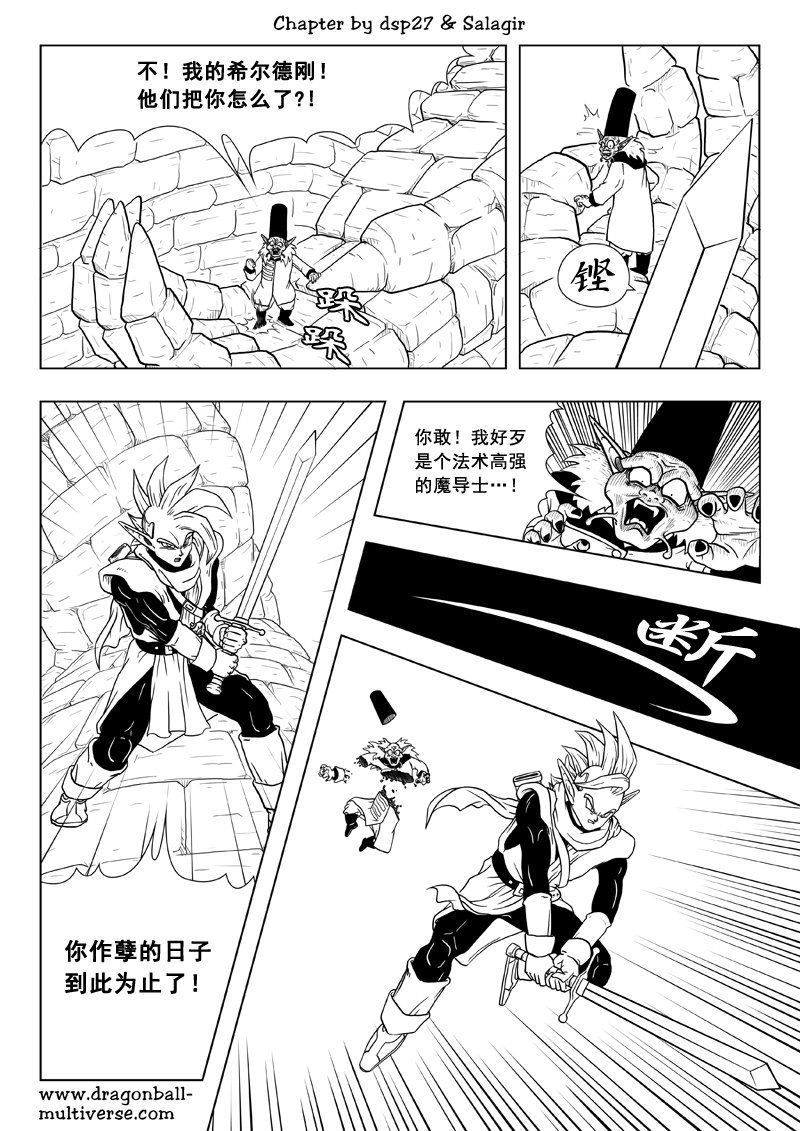 Chapter by dsp27 & Salagir
不！我的希尔德刚！
他们把你怎么了?!
跺
跺
铿
你敢！我好歹
是个法术高强
的魔导士…！
断
你作孽的日子
到此为止了！
www.dragonball-
multiverse.com